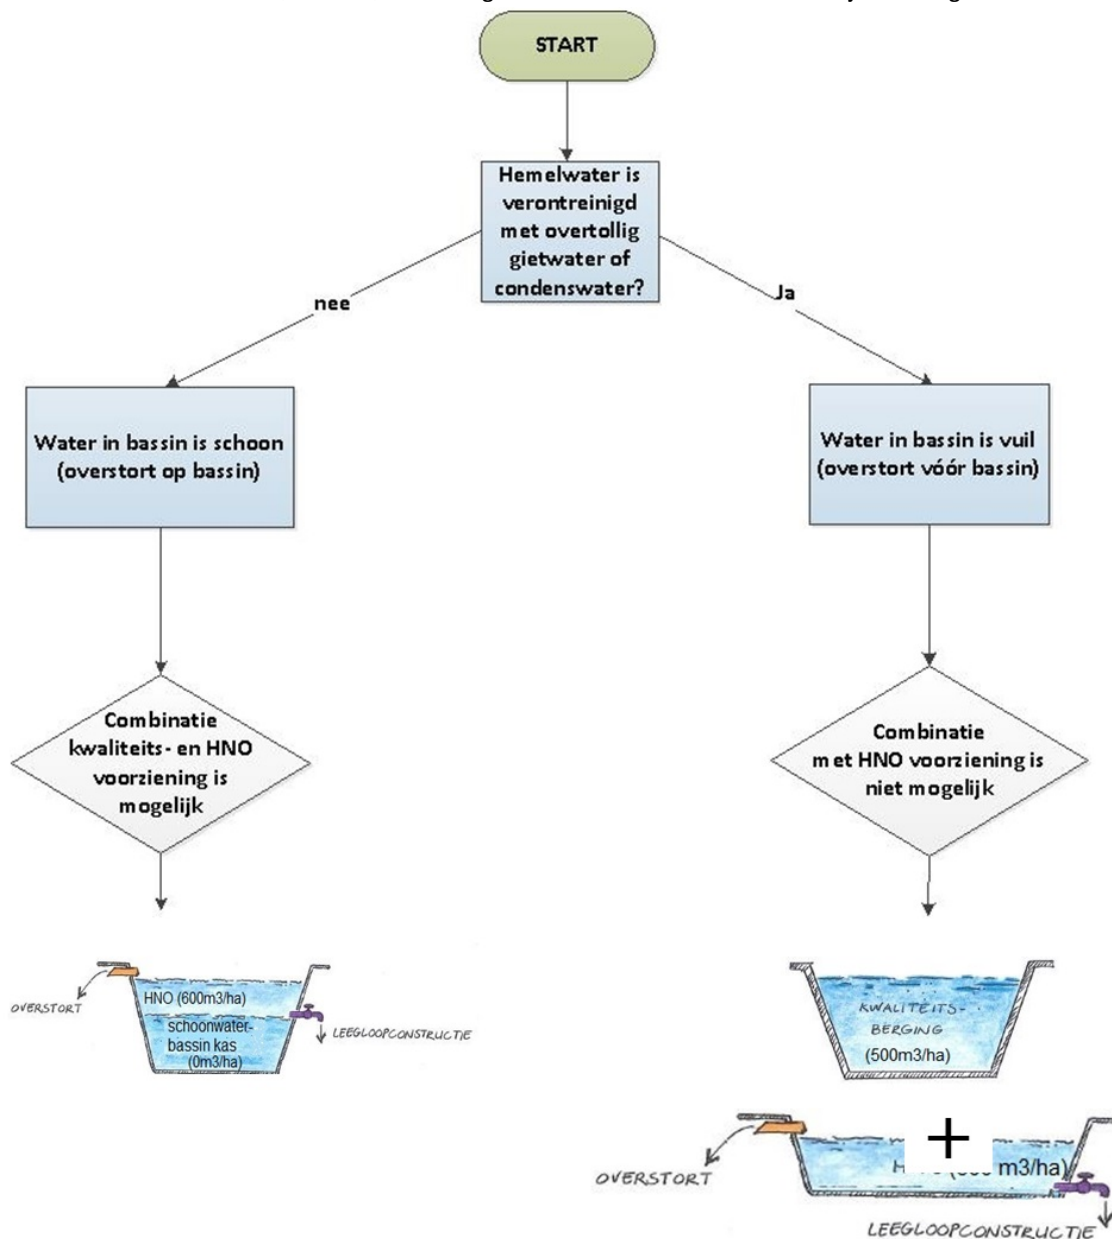 START
Hemelwater is
verontreinigd
met overtollig
gietwater of
condenswater?
nee
Ja
Water in bassin is schoon
(overstort op bassin)
Water in bassin is vuil
(overstort vóór bassin)
Combinatie
kwaliteits- en HNO
voorziening is
mogelijk
Combinatie
met HNO voorziening is
niet mogelijk
OVERSTORT
HNO (600m3/ha)
schoonwater-
bassin kas
(0m3/ha)
LEEGLOOPCONSTRUCTIE
KWALITEITS-
BERGING
(500m3/ha)
+
OVERSTORT
m3/ha)
LEEGLOOPCONSTRUCTIE